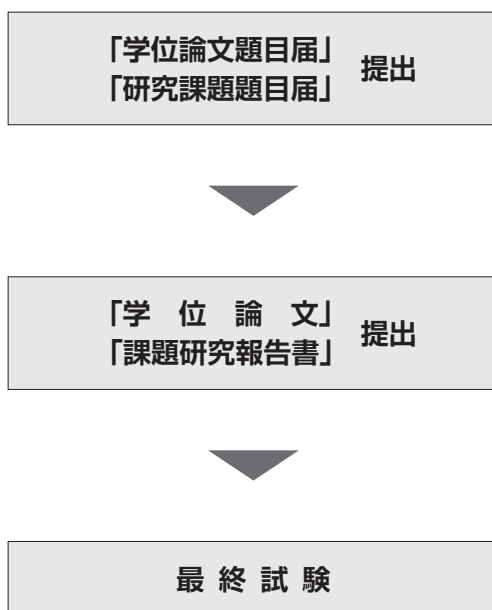 「学位論文題目届」
「研究課題題目届」 提出
「学 位 論 文」
「課題研究報告書」 提出
最 終 試 験